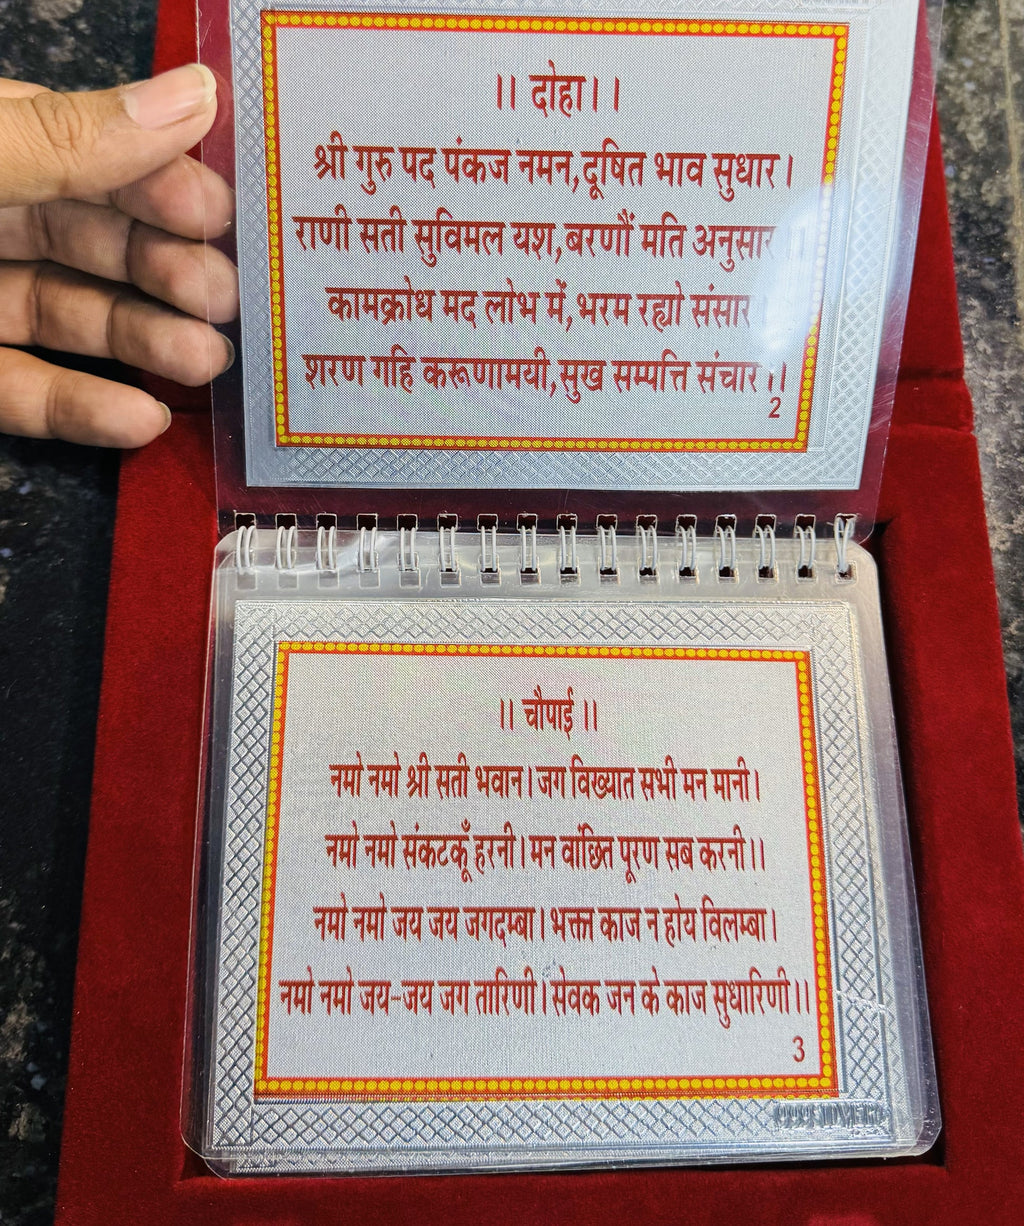 ।। दोहा।।
श्री गुरु पद पंकज नमन,दूषित भाव सुधार।
राणी सती सुविमल यश,बरणौं मति अनुसार ।।
कामक्रोध मद लोभ में,भरम रह्यो संसार
शरण गहि करूणामयी,सुख सम्पत्ति संचार ।।
2
।। चौपाई ।।
नमो नमो श्री सती भवान। जग विख्यात सभी मन मानी।
नमो नमो संकटकूँ हरनी। मन वांछित पूरण सब करनी।।
नमो नमो जय जय जगदम्बा। भक्त काज न होय विलम्बा।
नमो नमो जय-जय जग तारिणी। सेवक जन के काज सुधारिणी।।
3